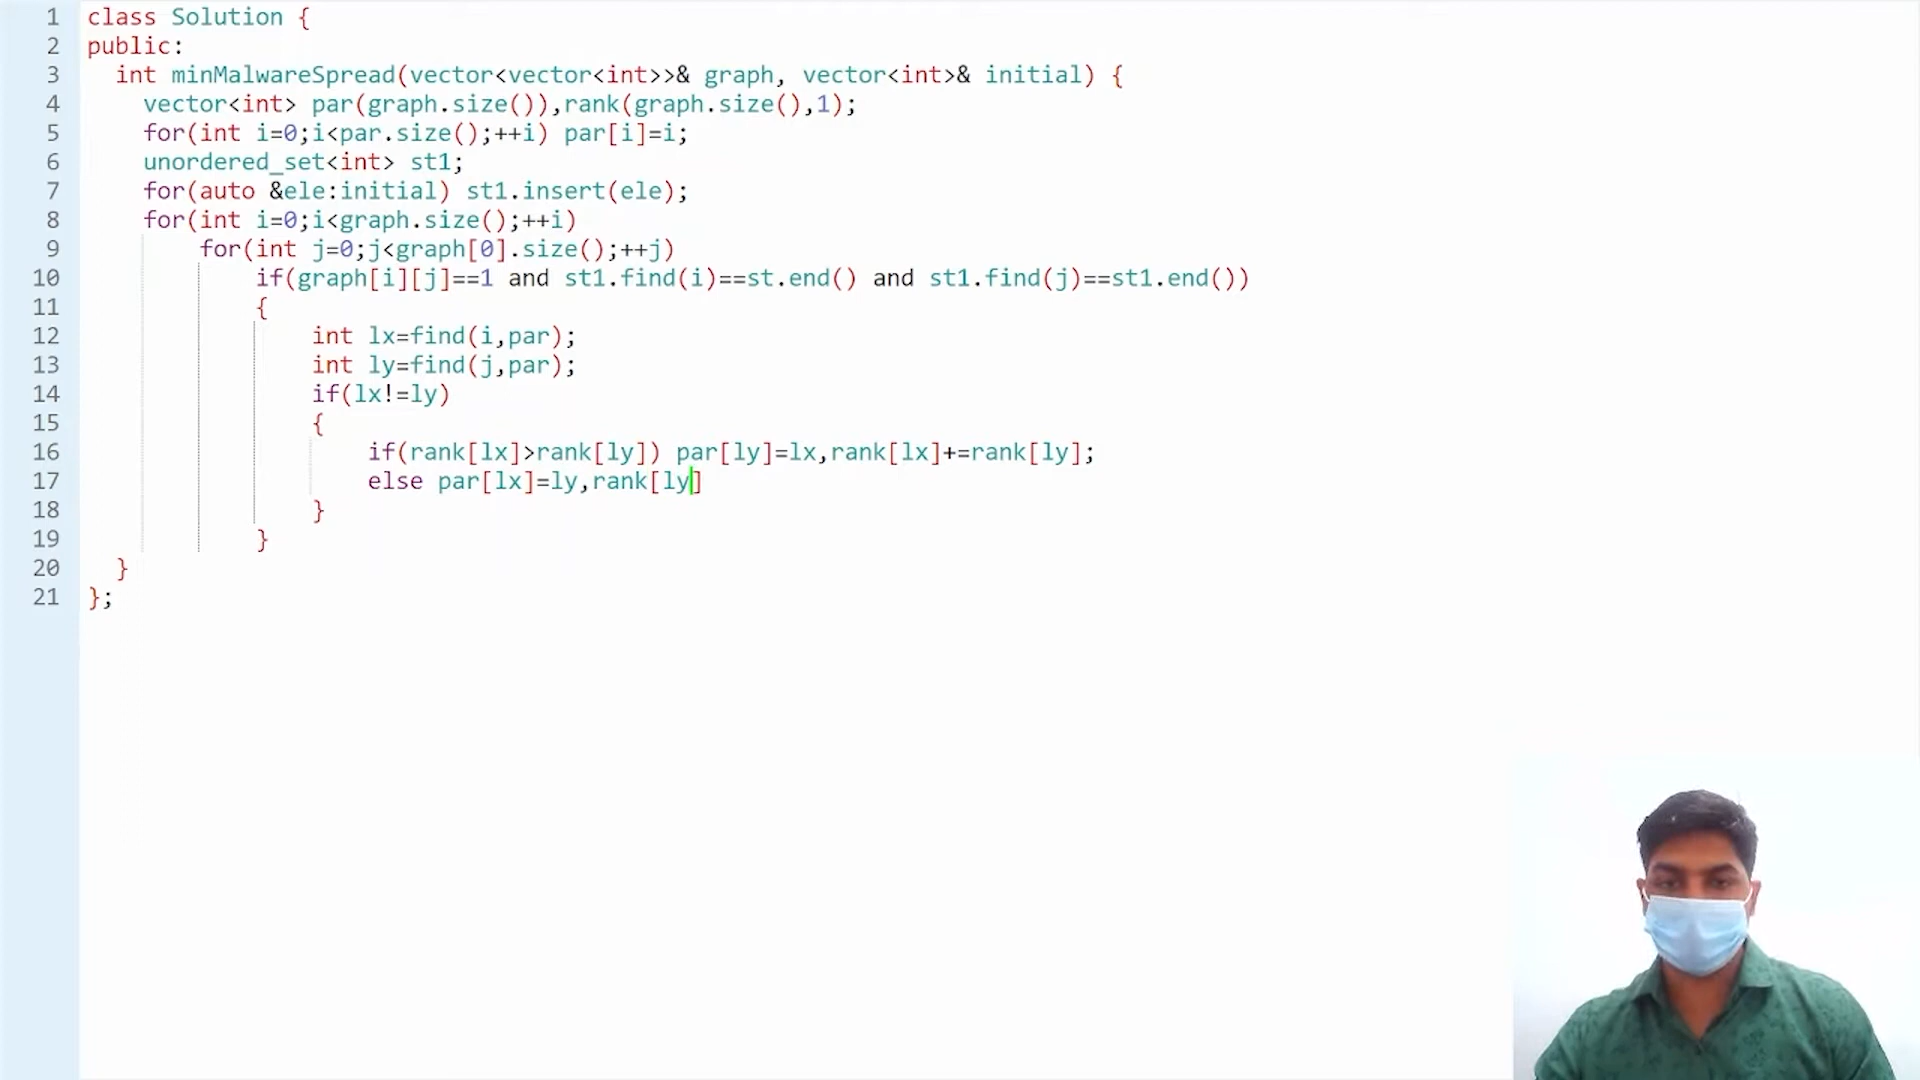 1 class Solution {
2 public:
3 int minMalwareSpread(vector<vector<int>>& graph, vector<int>& initial) {
4 vector<int> par(graph.size()),rank(graph.size(),1);
5 for(int i=0;i<par.size();++i) par[i]=i;
6 unordered_set<int> st1;
7 for(auto &ele:initial) st1.insert(ele);
8 for(int i=0;i<graph.size();++i)
9 for(int j=0;j<graph[0].size();++j)
10 if(graph[i][j]==1 and st1.find(i)==st.end() and st1.find(j)==st1.end())
11 {
12 int lx=find(i,par);
13 int ly=find(j,par);
14 if(lx!=ly)
15 {
16 if(rank[lx]>rank[ly]) par[ly]=lx,rank[lx]+=rank[ly];
17 else par[lx]=ly,rank[ly]
18 }
19 }
20 }
21 };